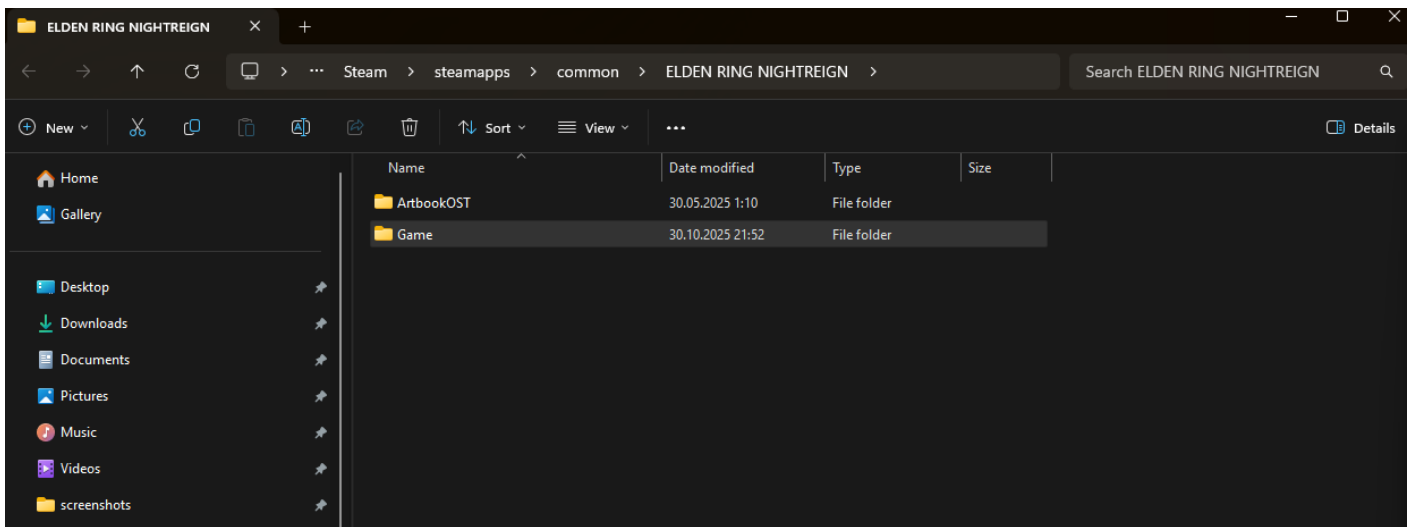 ELDEN RING NIGHTREIGN
Steam > steamapps > common > ELDEN RING NIGHTREIGN >
Search ELDEN RING NIGHTREIGN
New
Sort
View
Details
Name Date modified Type Size
Home
Gallery
ArtbookOST 30.05.2025 1:10 File folder
Game 30.10.2025 21:52 File folder
Desktop
Downloads
Documents
Pictures
Music
Videos
screenshots